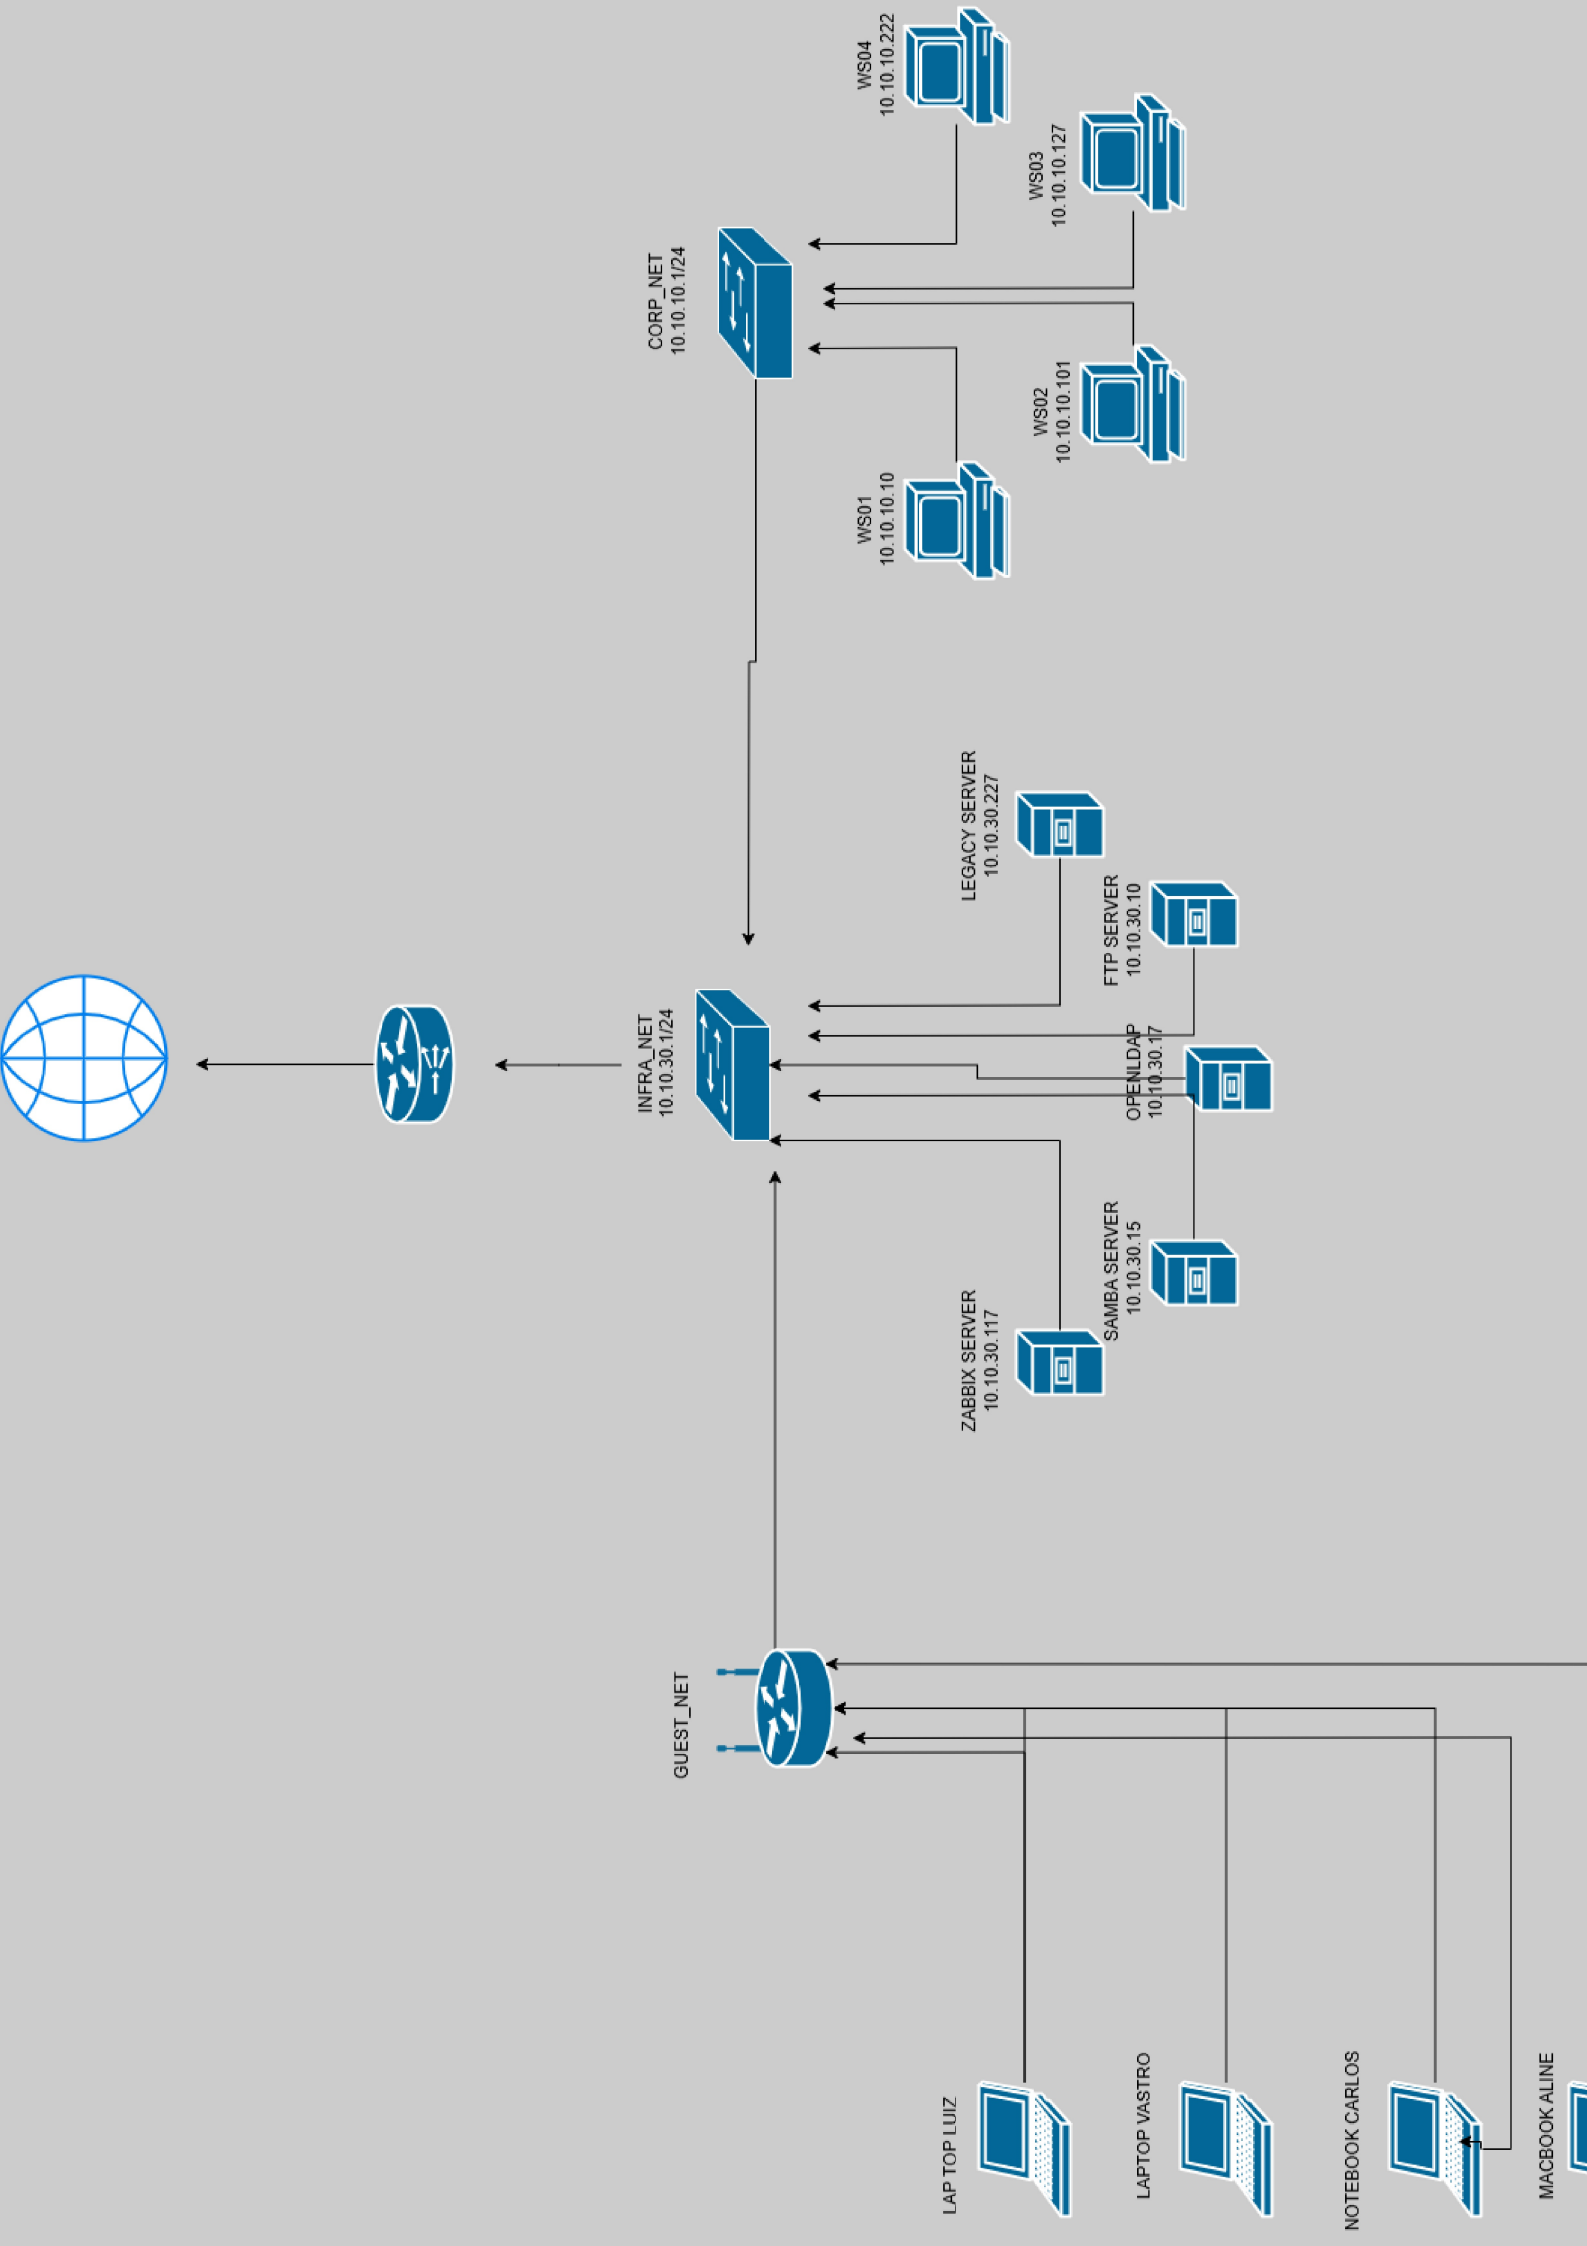 GUEST_NET
INFRA_NET
10.10.30.1/24
CORP_NET
10.10.10.1/24
WS01
10.10.10.10
WS04
10.10.10.222
WS02
10.10.10.101
WS03
10.10.10.127
ZABBIX SERVER
10.10.30.117
LEGACY SERVER
10.10.30.227
SAMBA SERVER
10.10.30.15
OPENLDAP
10.10.30.17
FTP SERVER
10.10.30.10
LAP TOP LUIZ
LAPTOP VASTRO
NOTEBOOK CARLOS
MACBOOK ALINE